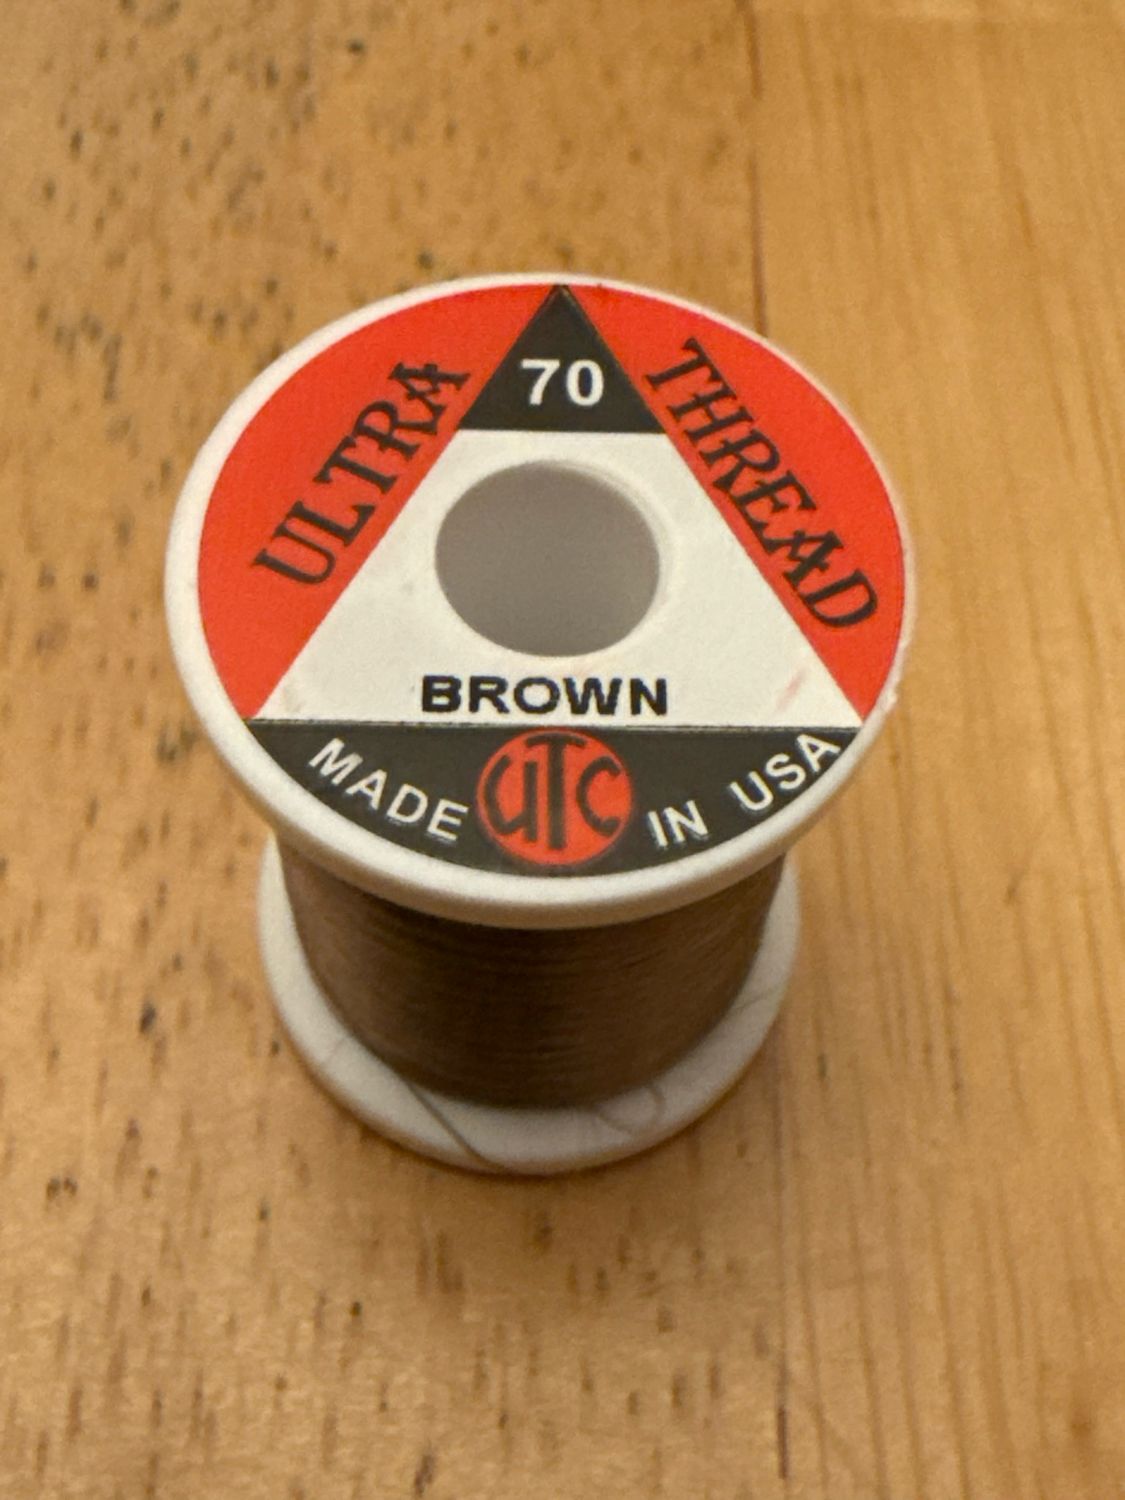 70
ULTRA THREAD
BROWN
MADE UTC IN USA